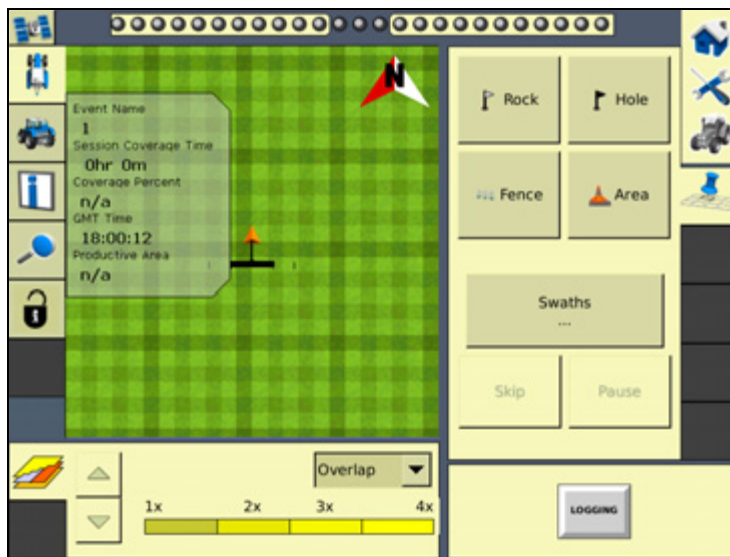 N
Event Name
1
Session Coverage Time
0hr 0m
Coverage Percent
n/a
GMT Time
18:00:12
Productive Area
n/a
Rock
Hole
Fence
Area
Swaths
...
Skip
Pause
Overlap
1x 2x 3x 4x
LOGGING